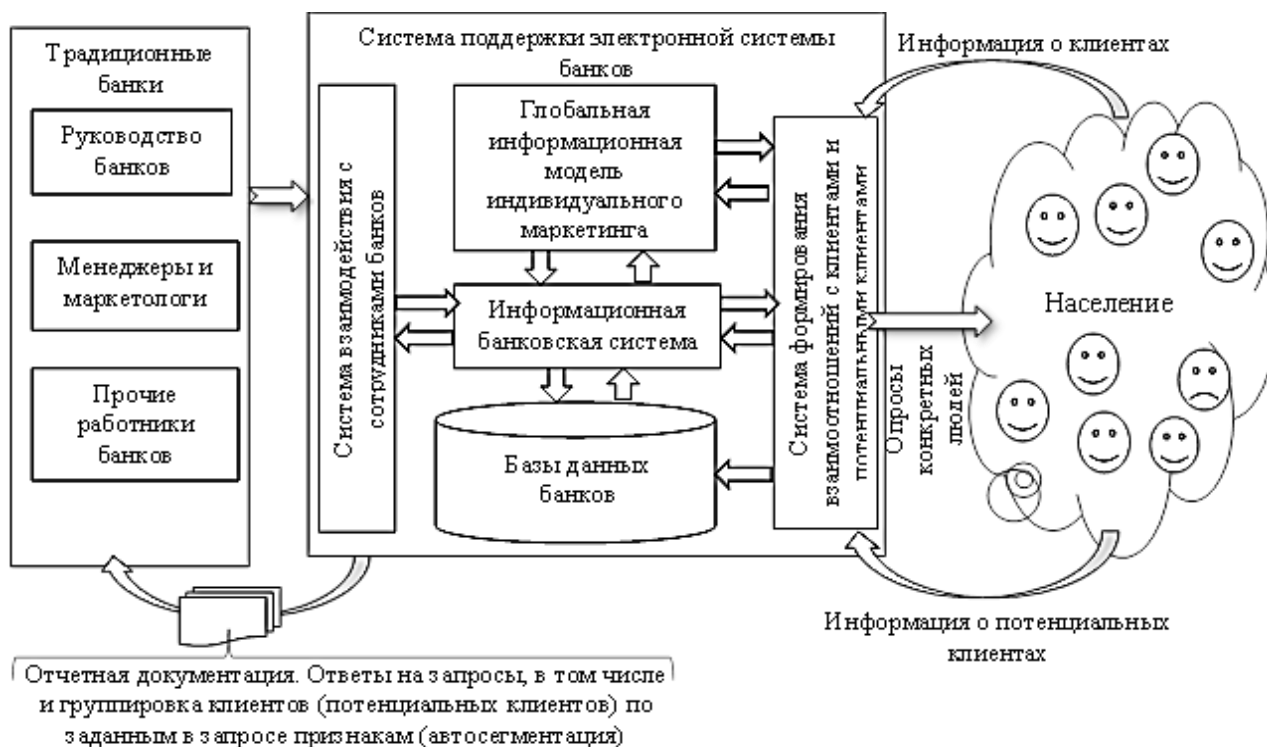 Традиционные
банки
Руководство
банков
Менеджеры и
маркетологи
Прочие
работники
банков
Система поддержки электронной системы
банков
Система взаимодействия с
сотрудниками банков
Глобальная
информационная
модель
индивидуального
маркетинга
Информационная
банковская система
Базы данных
банков
Система формирования
взаимоотношений с клиентами и
потенциальными клиентами
Информация о клиентах
Население
Опросы
конкретных
людей
Информация о потенциальных
клиентах
Отчетная документация. Ответы на запросы, в том числе
и группировка клиентов (потенциальных клиентов) по
заданным в запросе признакам (автосегментация)